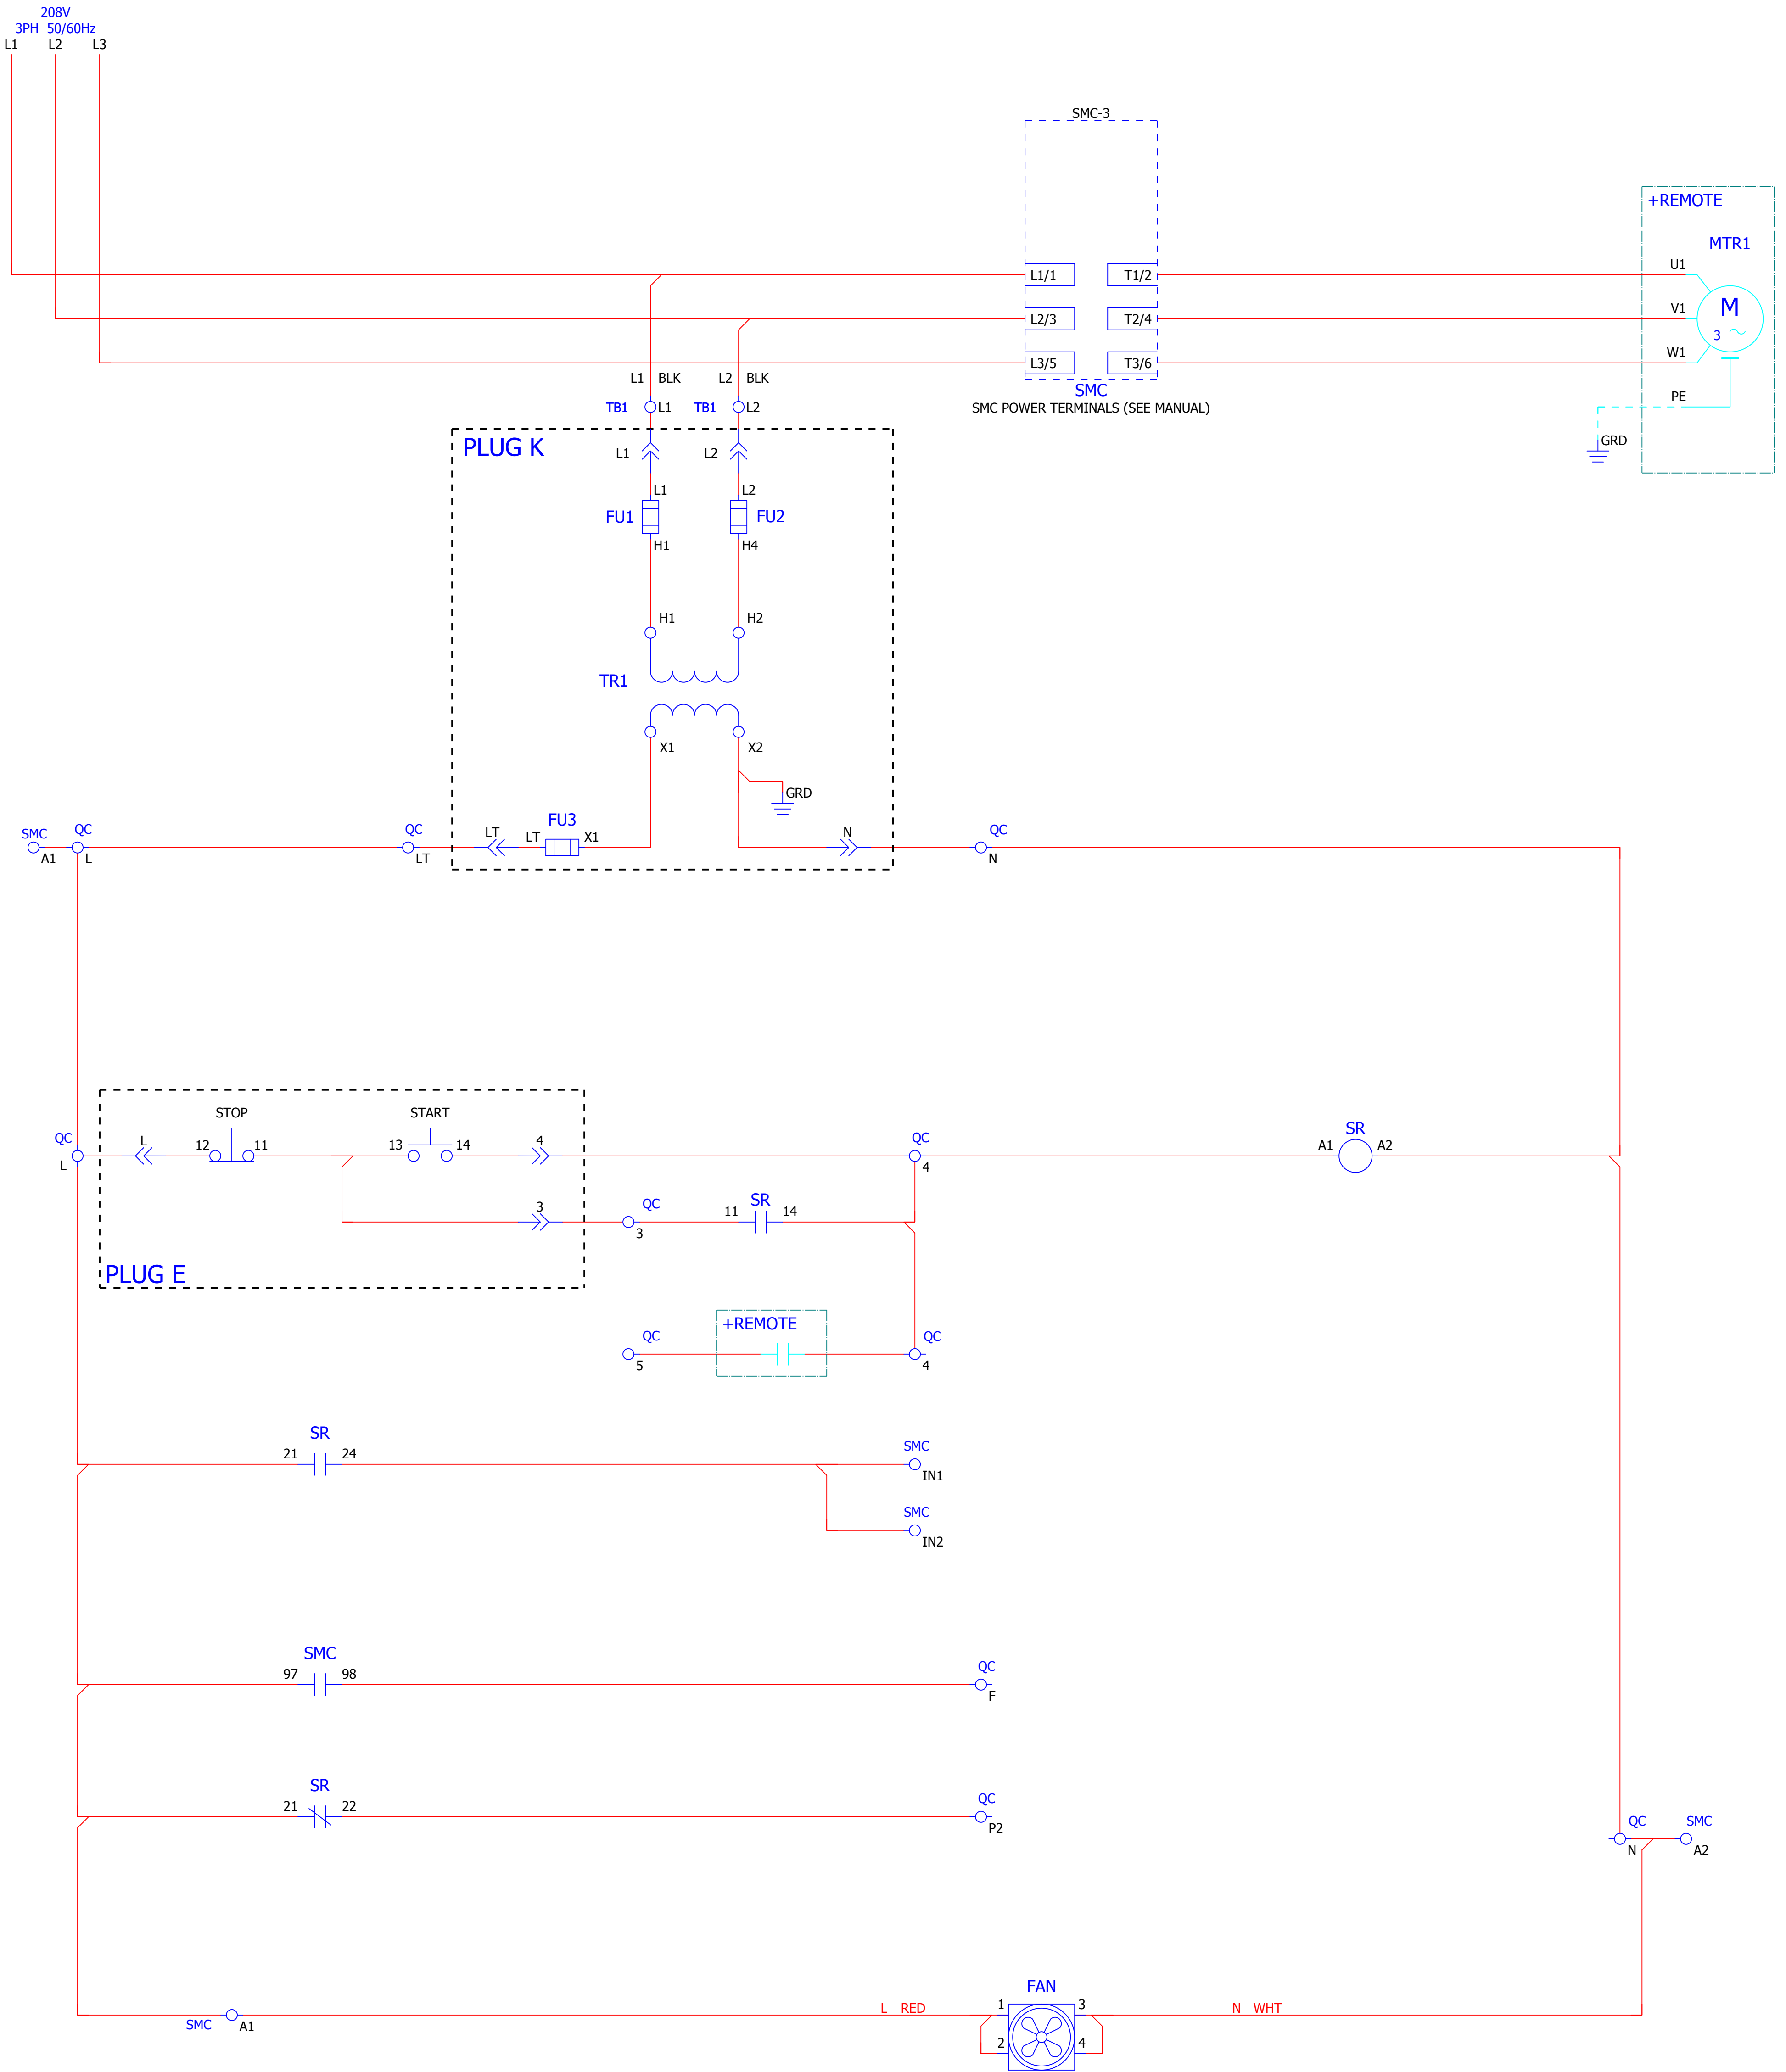 208V
3PH 50/60Hz
L1 L2 L3
SMC-3
+REMOTE
MTR1
L1/1 T1/2 U1
M
3
L2/3 T2/4 V1
L3/5 T3/6 W1
SMC
SMC POWER TERMINALS (SEE MANUAL)
PE
GRD
L1 BLK L2 BLK
TB1 L1 TB1 L2
PLUG K
L1 L2
L1 L2
FU1 FU2
H1 H4
H1 H2
TR1
X1 X2
GRD
SMC QC QC LT LT FU3 X1 N QC
A1 L LT N
STOP START
QC L 12 11 13 14 4 QC SR
L 4 A1 A2
3 QC 11 SR 14
3
PLUG E
QC +REMOTE QC
5 4
SR
21 24 SMC
IN1
SMC
IN2
SMC
97 98 QC
F
SR
21 22 QC
P2
QC SMC
N A2
FAN
L RED 1 3 N WHT
SMC A1
2 4